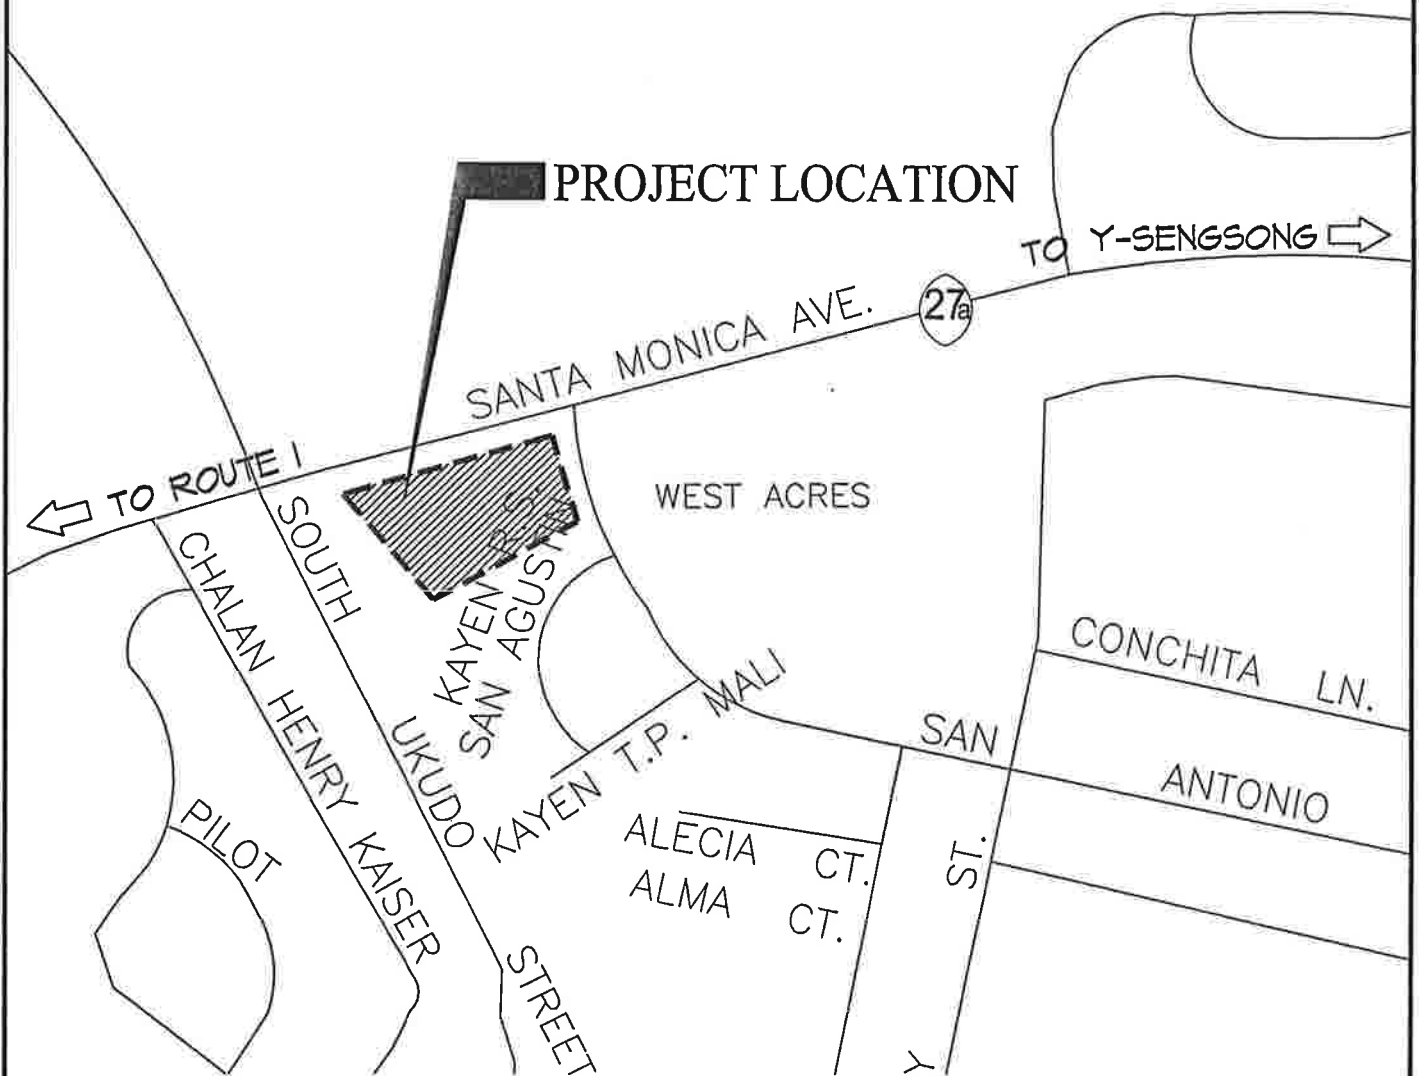 PROJECT LOCATION
TO Y-SENGSONG
27a
SANTA MONICA AVE.
TO ROUTE 1
WEST ACRES
SOUTH UKUDO STREET
CHALAN HENRY KAISER
KAYEN R.S.
SAN AGUSTIN
KAYEN T.P. MALI
CONCHITA LN.
SAN ANTONIO
PILOT
ALECIA CT.
ALMA CT.
ST.
Y